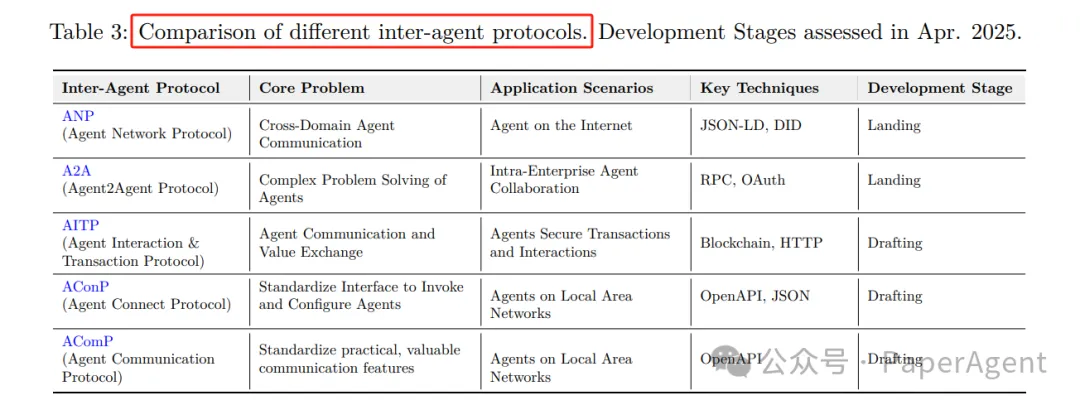 Table 3: Comparison of different inter-agent protocols. Development Stages assessed in Apr. 2025.
Inter-Agent Protocol Core Problem Application Scenarios Key Techniques Development Stage
ANP
(Agent Network Protocol)
Cross-Domain Agent
Communication
Agent on the Internet
JSON-LD, DID
Landing
A2A
(Agent2Agent Protocol)
Complex Problem Solving of
Agents
Intra-Enterprise Agent
Collaboration
RPC, OAuth
Landing
AITP
(Agent Interaction &
Transaction Protocol)
Agent Communication and
Value Exchange
Agents Secure Transactions
and Interactions
Blockchain, HTTP
Drafting
AConP
(Agent Connect Protocol)
Standardize Interface to Invoke
and Configure Agents
Agents on Local Area
Networks
OpenAPI, JSON
Drafting
AComP
(Agent Communication
Protocol)
Standardize practical, valuable
communication features
Agents on Local Area
Networks
OpenAPI
Drafting
公众号 · PaperAgent